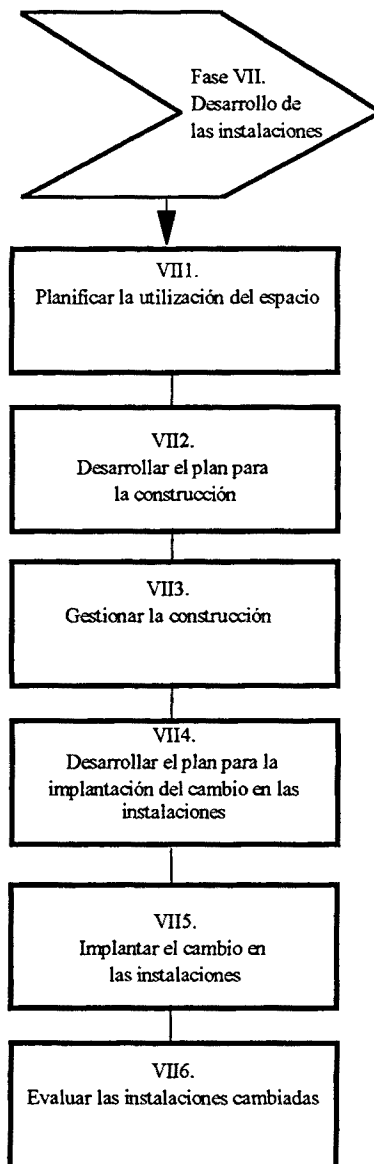 Fase VII.
Desarrollo de
las instalaciones
VII1.
Planificar la utilización del espacio
VII2.
Desarrollar el plan para
la construcción
VII3.
Gestionar la construcción
VII4.
Desarrollar el plan para la
implantación del cambio en las
instalaciones
VII5.
Implantar el cambio en
las instalaciones
VII6.
Evaluar las instalaciones cambiadas